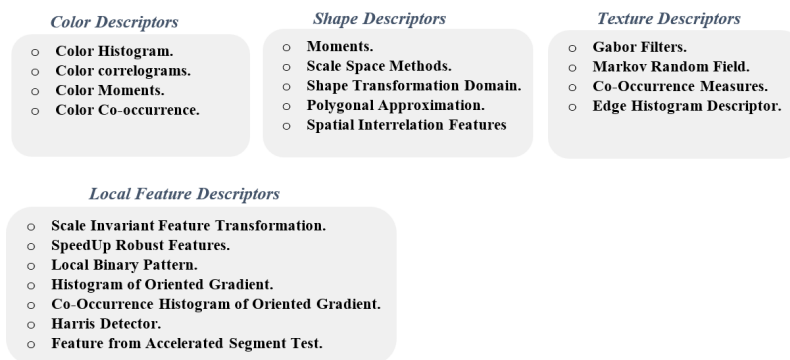 Color Descriptors
o Color Histogram.
o Color correlograms.
o Color Moments.
o Color Co-occurrence.
Shape Descriptors
o Moments.
o Scale Space Methods.
o Shape Transformation Domain.
o Polygonal Approximation.
o Spatial Interrelation Features
Texture Descriptors
o Gabor Filters.
o Markov Random Field.
o Co-Occurrence Measures.
o Edge Histogram Descriptor.
Local Feature Descriptors
o Scale Invariant Feature Transformation.
o SpeedUp Robust Features.
o Local Binary Pattern.
o Histogram of Oriented Gradient.
o Co-Occurrence Histogram of Oriented Gradient.
o Harris Detector.
o Feature from Accelerated Segment Test.